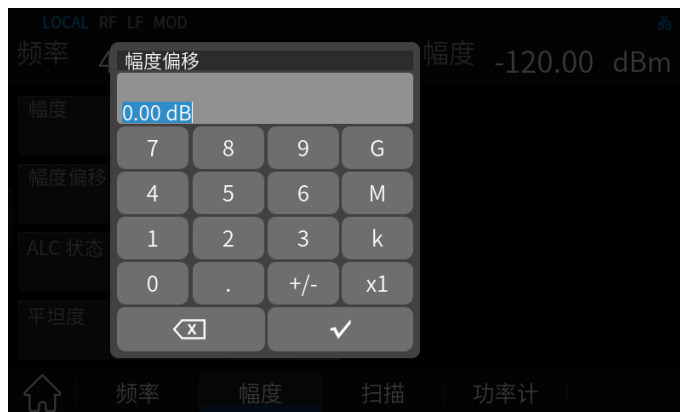 LOCAL RF LF MOD
频率 4
幅度 -120.00 dBm
幅度偏移
0.00 dB
幅度
7 8 9 G
幅度偏移
4 5 6 M
ALC 状态
1 2 3 k
0 . +/- x1
平坦度
频率 幅度 扫描 功率计